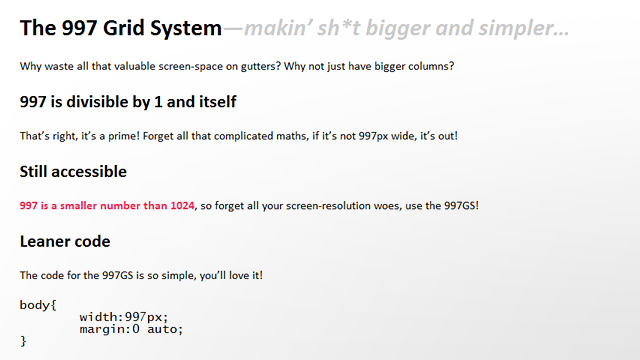 The 997 Grid System—makin’ sh*t bigger and simpler…
Why waste all that valuable screen-space on gutters? Why not just have bigger columns?
997 is divisible by 1 and itself
That’s right, it’s a prime! Forget all that complicated maths, if it’s not 997px wide, it’s out!
Still accessible
997 is a smaller number than 1024, so forget all your screen-resolution woes, use the 997GS!
Leaner code
The code for the 997GS is so simple, you’ll love it!
body{
width:997px;
margin:0 auto;
}